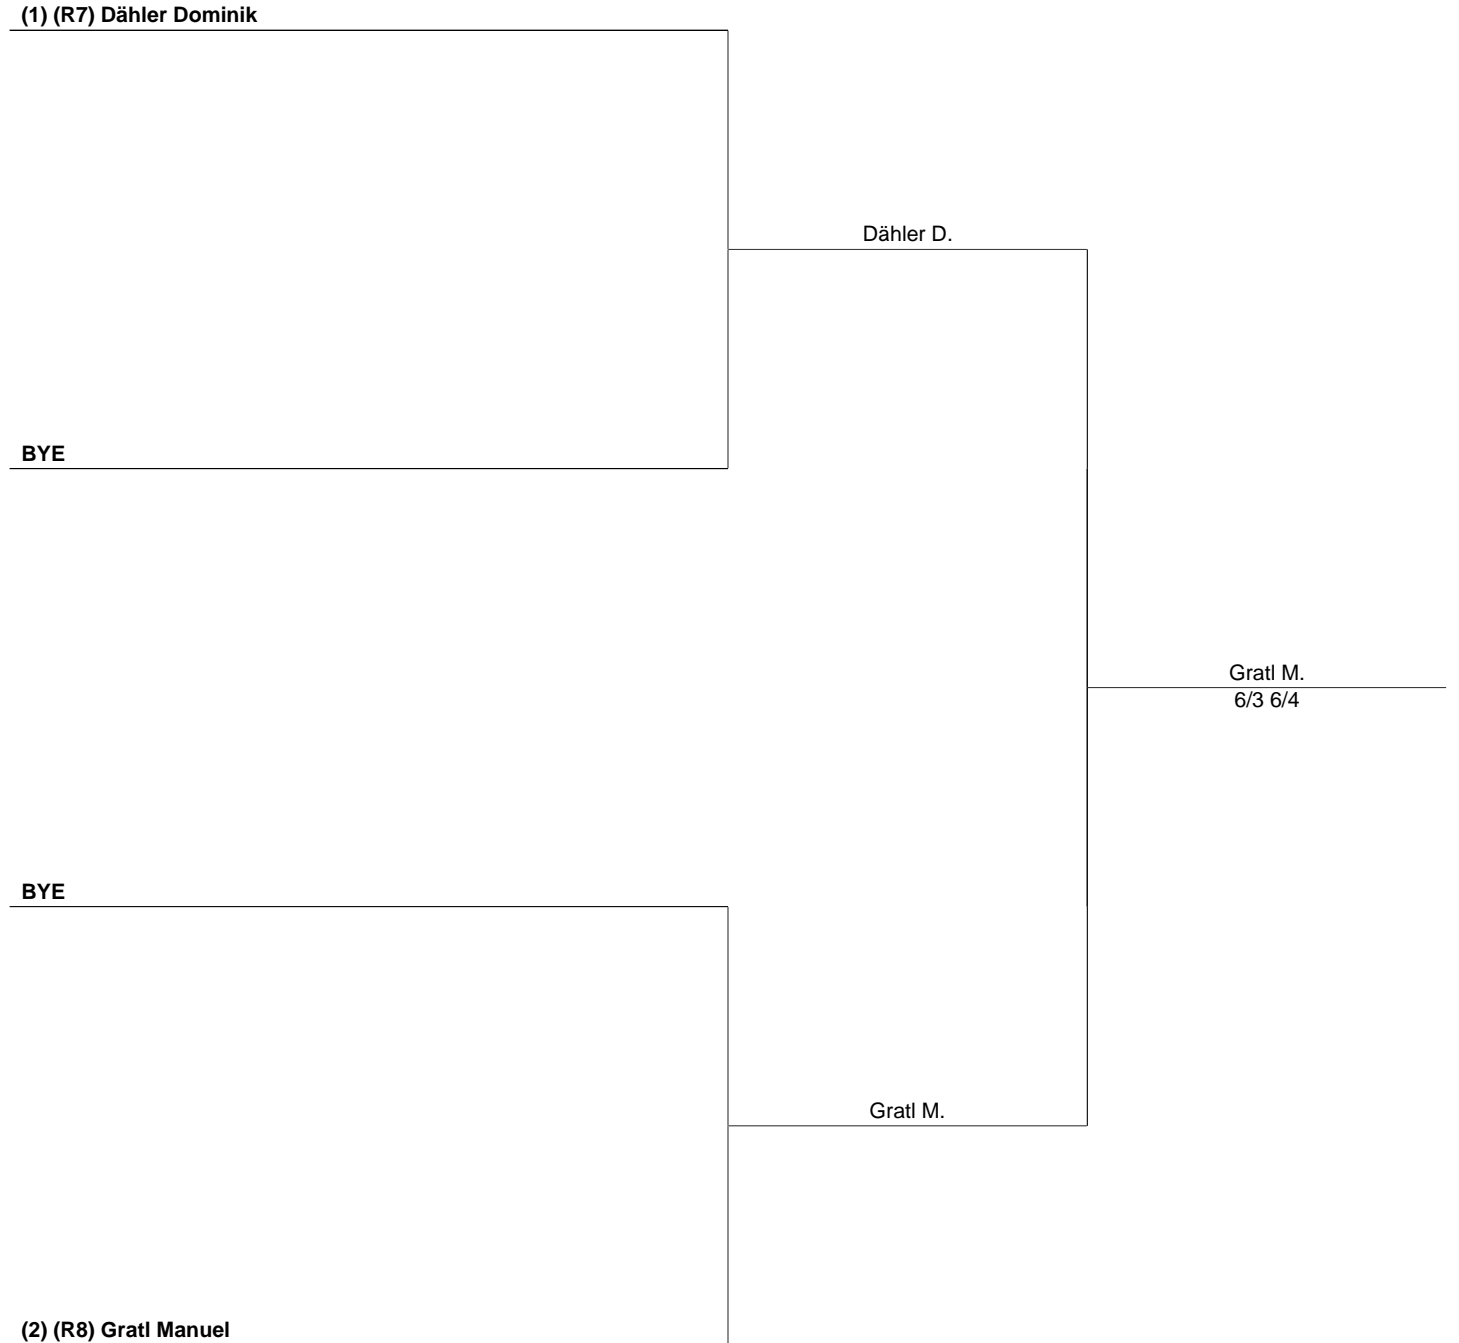 (1) (R7) Dähler Dominik
Dähler D.
BYE
Gratl M.
6/3 6/4
BYE
Gratl M.
(2) (R8) Gratl Manuel